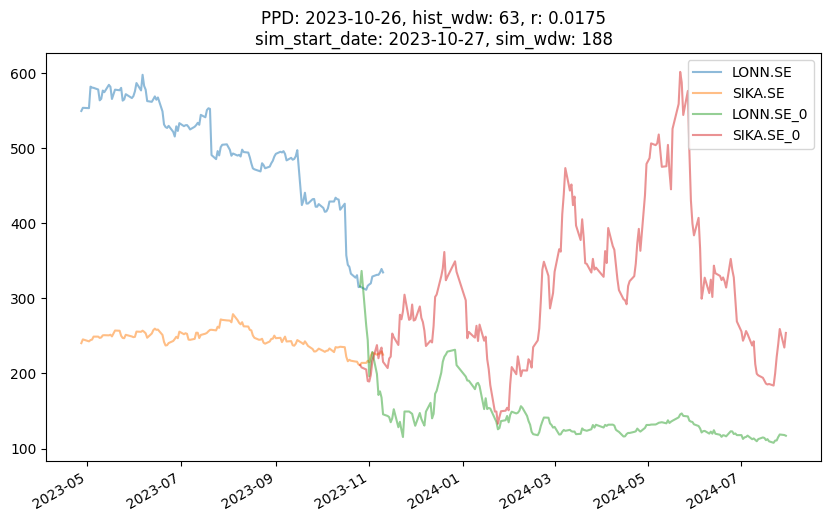 PPD: 2023-10-26, hist_wdw: 63, r: 0.0175
sim_start_date: 2023-10-27, sim_wdw: 188
LONN.SE
SIKA.SE
LONN.SE_0
SIKA.SE_0
600
500
400
300
200
100
2023-05
2023-07
2023-09
2023-11
2024-01
2024-03
2024-05
2024-07